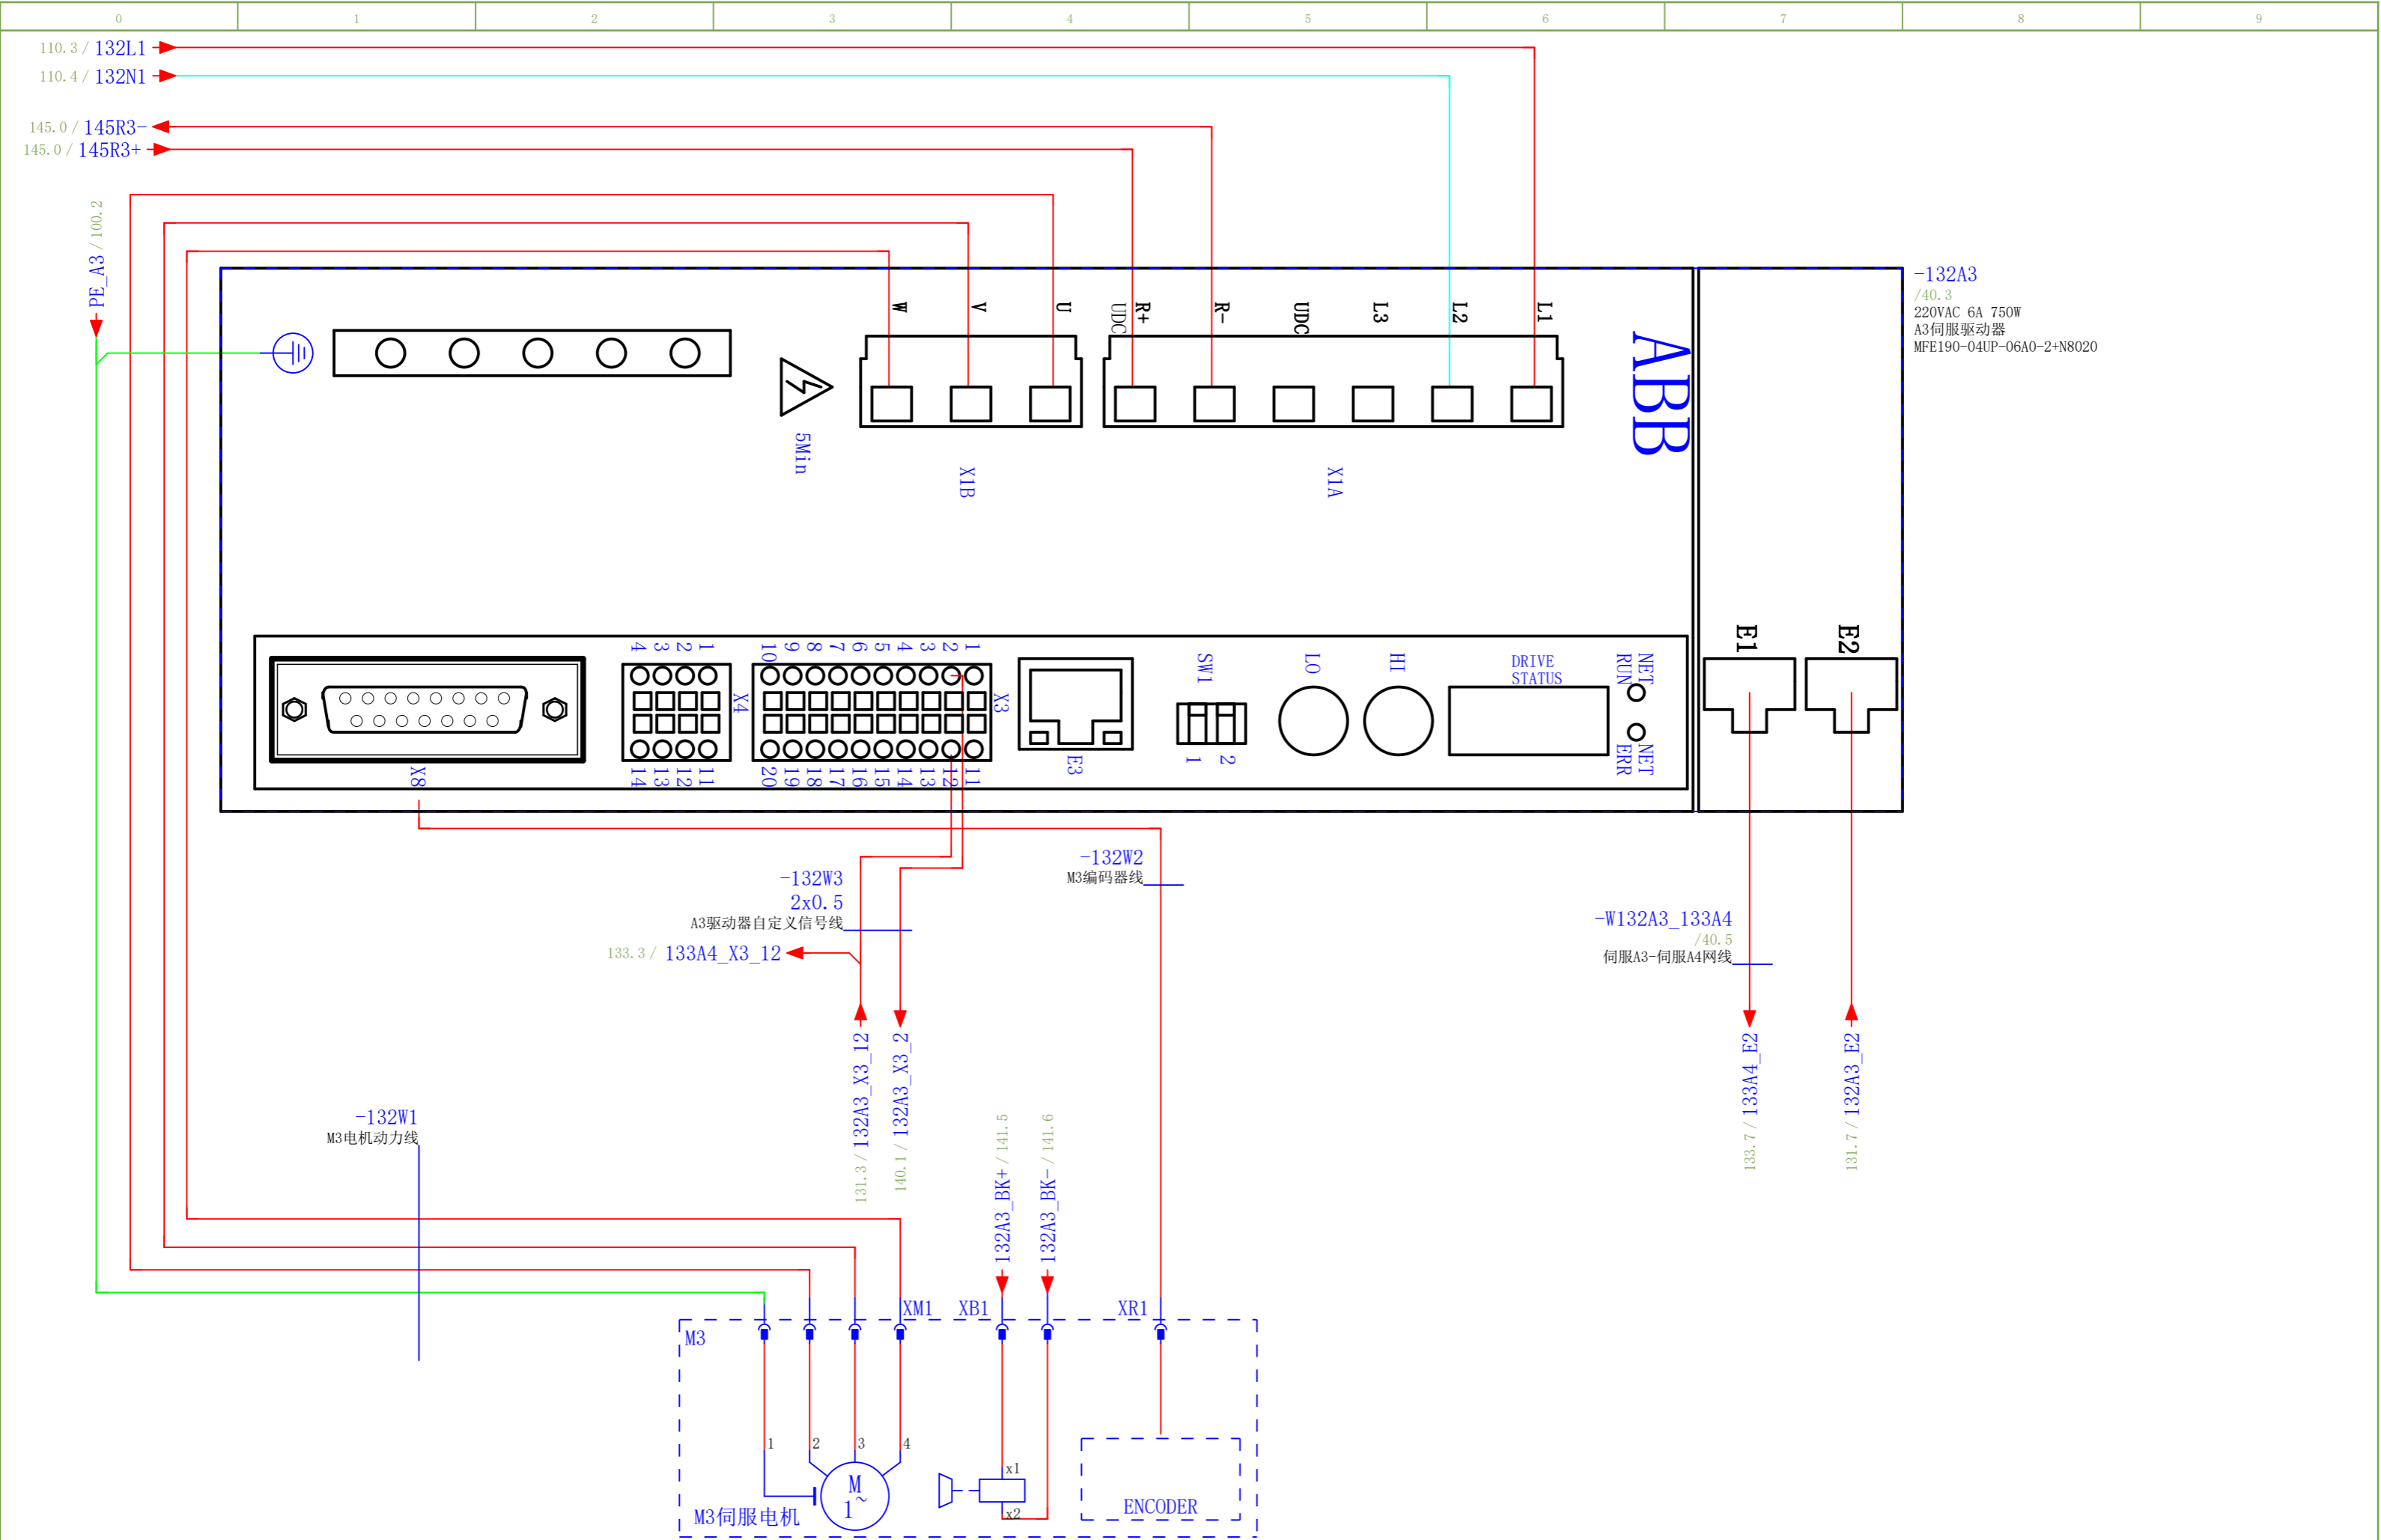 0 1 2 3 4 5 6 7 8 9
110.3 / 132L1
110.4 / 132N1
145.0 / 145R3-
145.0 / 145R3+
PE_A3 / 100.2
-132A3
/40.3
220VAC 6A 750W
A3伺服驱动器
MFE190-04UP-06A0-2+N8020
W V U
UDC R+ R- UDC L3 L2 L1
ABB
5Min
X1B
X1A
E1 E2
4 3 2 1
10 9 8 7 6 5 4 3 2 1
SW1
LO
HI
DRIVE
STATUS
NET
RUN
X4
X3
NET
ERR
X8
14 13 12 11
20 19 18 17 16 15 14 13 12 11
E3
1 2
-132W3
2x0.5
A3驱动器自定义信号线
-132W2
M3编码器线
-W132A3_133A4
/40.5
伺服A3-伺服A4网线
133.3 / 133A4_X3_12
131.3 / 132A3_X3_12
140.1 / 132A3_X3_2
133.7 / 133A4_E2
131.7 / 132A3_E2
-132W1
M3电机动力线
132A3_BK+ / 141.5
132A3_BK- / 141.6
XM1 XB1 XR1
M3
1 2 3 4
x1
M
1~
x2
ENCODER
M3伺服电机